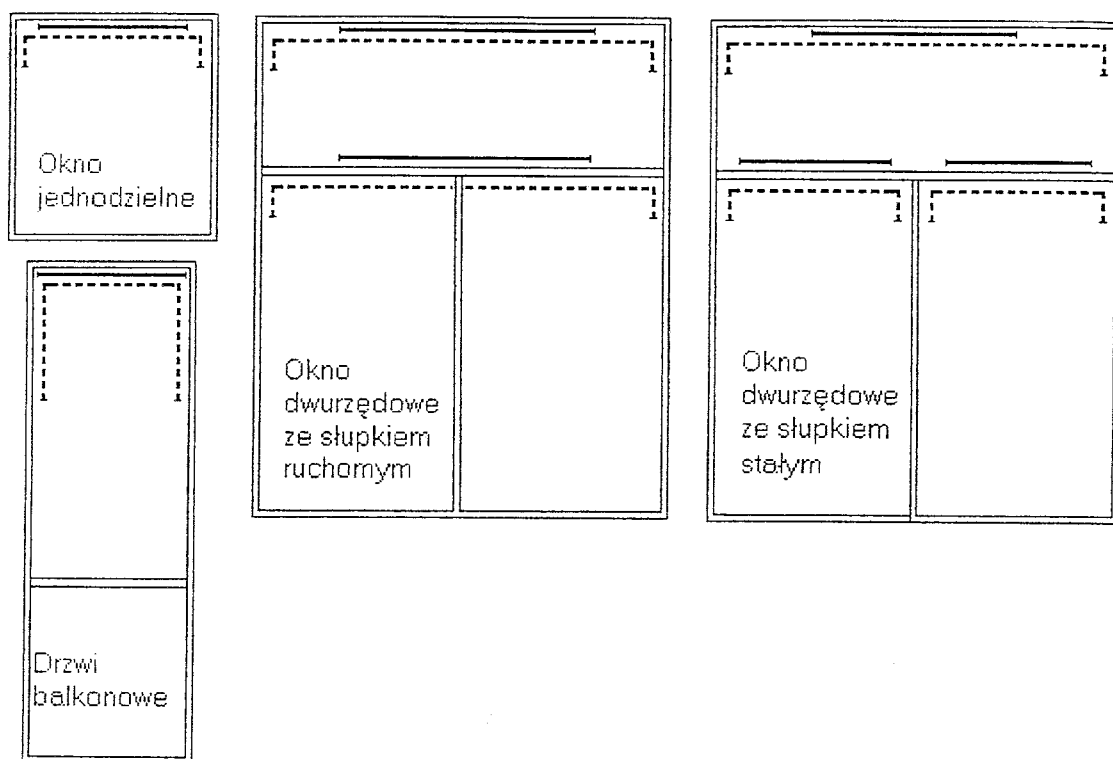 Okno
jednodzielne
Okno
dwurzędowe
ze słupkiem
ruchomym
Okno
dwurzędowe
ze słupkiem
stałym
Drzwi
balkonowe